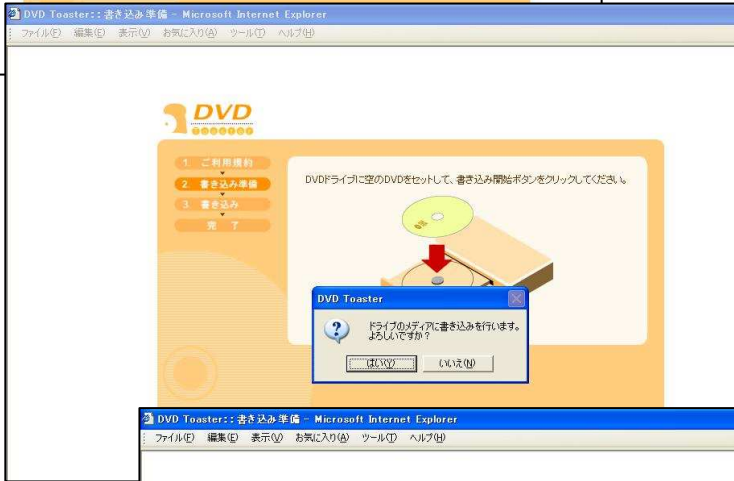 DVD Toaster::書き込み準備 - Microsoft Internet Explorer
ファイル(F) 編集(E) 表示(V) お気に入り(A) ツール(T) ヘルプ(H)
DVD
Toaster
1. ご利用規約
2. 書き込み準備
3. 書き込み
完 了
DVDドライブに空のDVDをセットして、書き込み開始ボタンをクリックしてください。
DVD Toaster
ドライブのメディアに書き込みを行います。
よろしいですか?
はい(Y) いいえ(N)
DVD Toaster::書き込み準備 - Microsoft Internet Explorer
ファイル(F) 編集(E) 表示(V) お気に入り(A) ツール(T) ヘルプ(H)